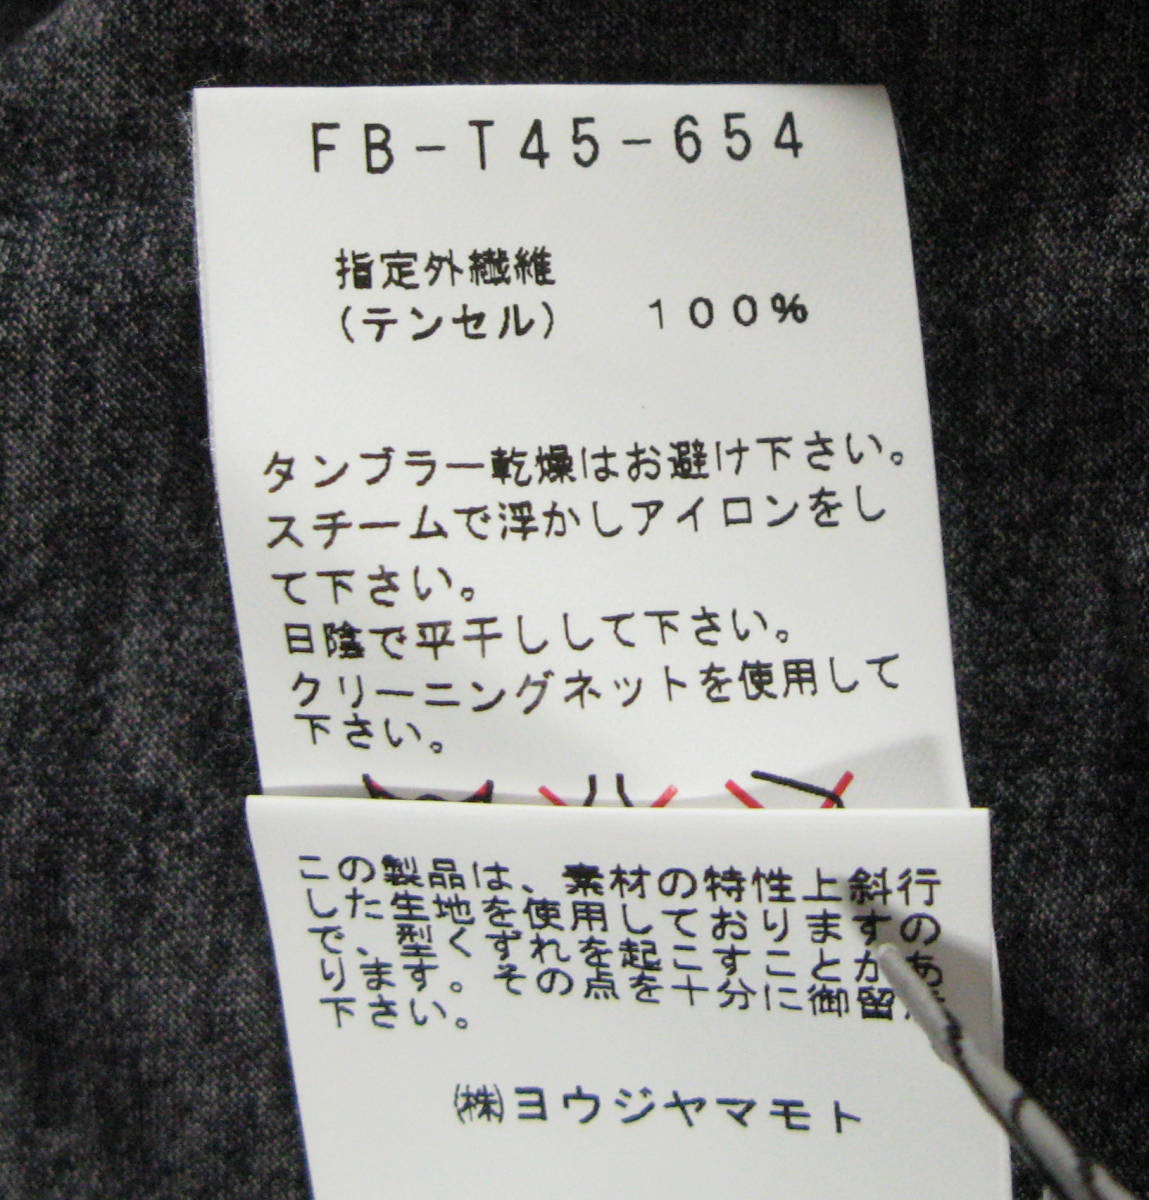 FB-T45-654
指定外繊維
(テンセル) 100%
タンブラー乾燥はお避け下さい。
スチームで浮かしアイロンをし
て下さい。
日陰で平干しして下さい。
クリーニングネットを使用して
下さい。
この製品は、素材の特性上斜行
した生地を使用しておりますの
で、型くずれを起こすことがあ
ります。その点を十分に御留
下さい。
㈱ヨウジヤマモト